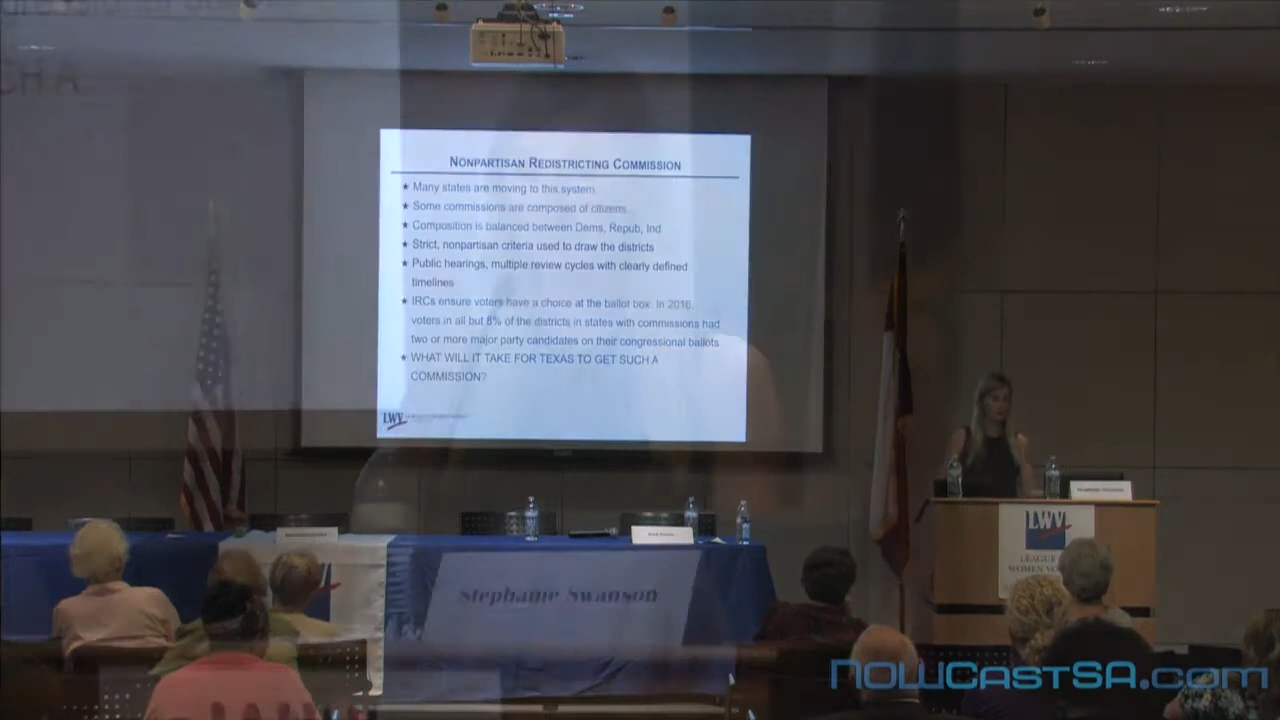 CH A
NONPARTISAN REDISTRICTING COMMISSION
★ Many states are moving to this system.
★ Some commissions are composed of citizens.
★ Composition is balanced between Dems, Repub, Ind
★ Strict, nonpartisan criteria used to draw the districts
★ Public hearings, multiple review cycles with clearly defined
timelines
★ IRCs ensure voters have a choice at the ballot box. In 2016,
voters in all but 8% of the districts in states with commissions had
two or more major party candidates on their congressional ballots
★ WHAT WILL IT TAKE FOR TEXAS TO GET SUCH A
COMMISSION?
LWV
LWV
LEAGUE
WOMEN VO
Stephanie Swanson
NOWCASTSA.com